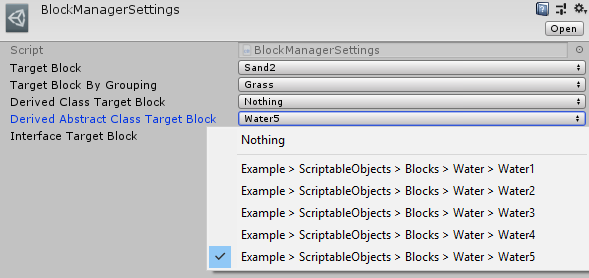 BlockManagerSettings
Open
Script BlockManagerSettings
Target Block Sand2
Target Block By Grouping Grass
Derived Class Target Block Nothing
Derived Abstract Class Target Block Water5
Interface Target Block
Nothing
Example > ScriptableObjects > Blocks > Water > Water1
Example > ScriptableObjects > Blocks > Water > Water2
Example > ScriptableObjects > Blocks > Water > Water3
Example > ScriptableObjects > Blocks > Water > Water4
Example > ScriptableObjects > Blocks > Water > Water5